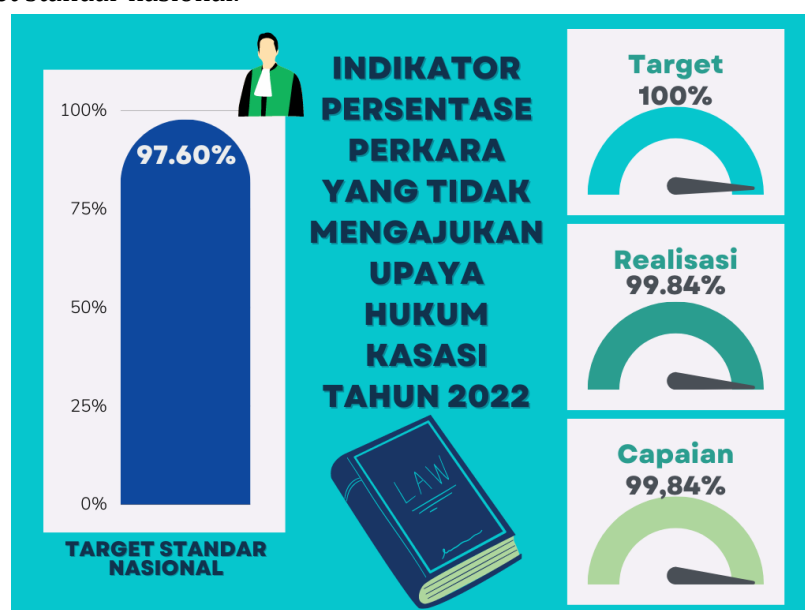 100%
97.60%
75%
50%
25%
0%
TARGET STANDAR
NASIONAL
INDIKATOR
PERSENTASE
PERKARA
YANG TIDAK
MENGAJUKAN
UPAYA
HUKUM
KASASI
TAHUN 2022
LAW
Target
100%
Realisasi
99.84%
Capaian
99,84%